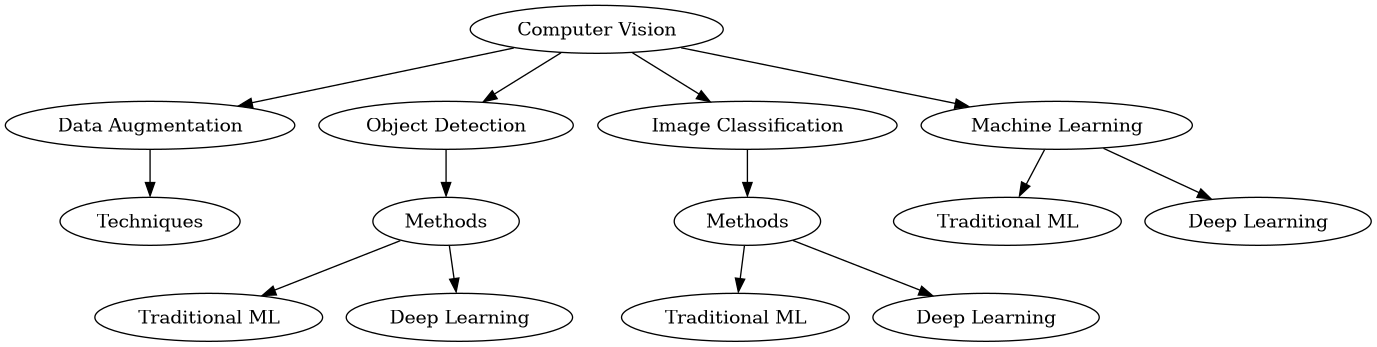 Computer Vision
Data Augmentation
Object Detection
Image Classification
Machine Learning
Techniques
Methods
Methods
Traditional ML
Deep Learning
Traditional ML
Deep Learning
Traditional ML
Deep Learning